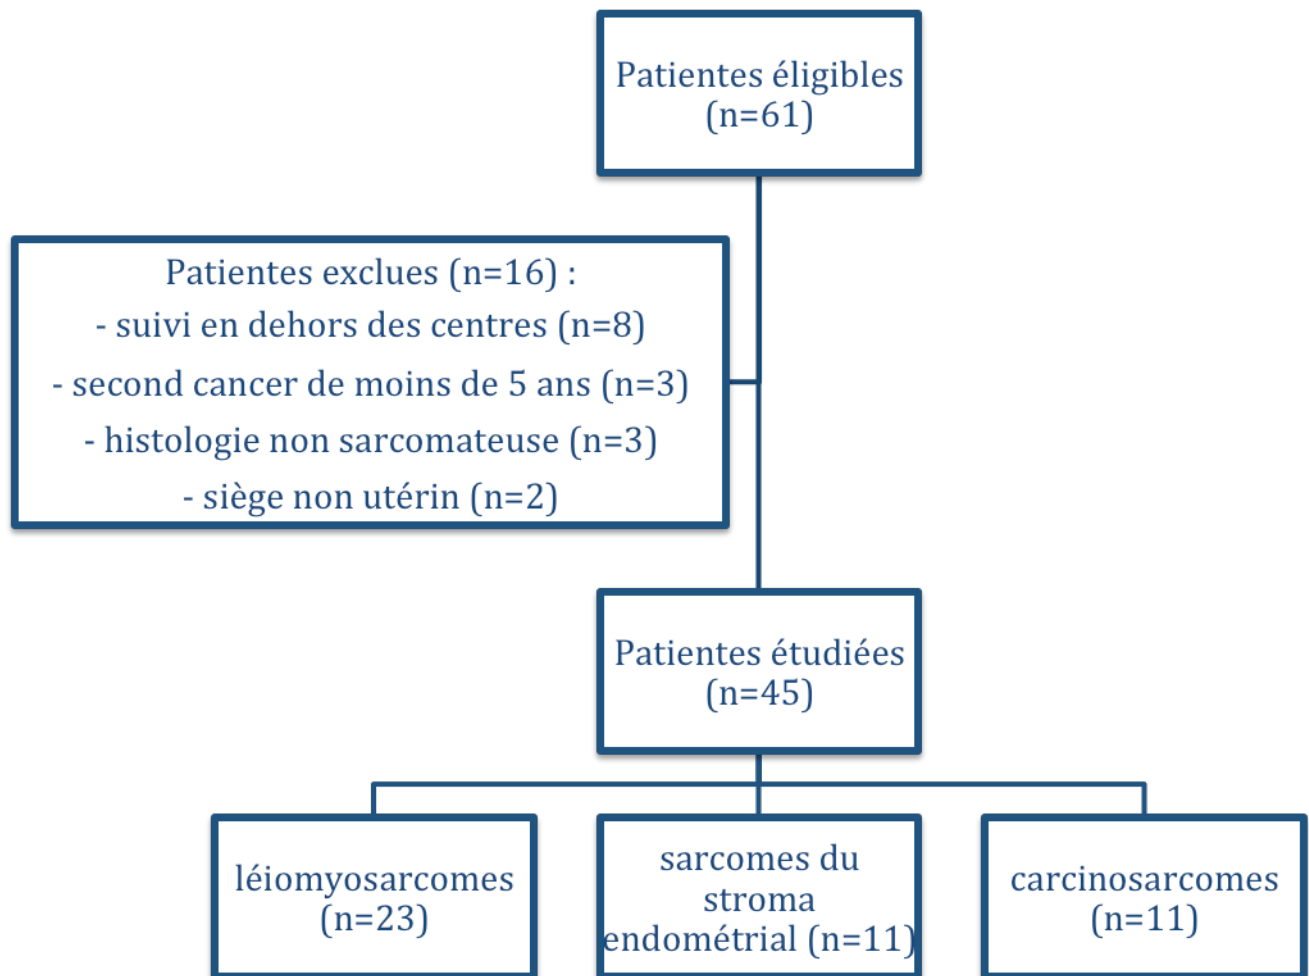 Patientes éligibles
(n=61)
Patientes exclues (n=16) :
- suivi en dehors des centres (n=8)
- second cancer de moins de 5 ans (n=3)
- histologie non sarcomateuse (n=3)
- siège non utérin (n=2)
Patientes étudiées
(n=45)
léiomyosarcomes
(n=23)
sarcomes du
stroma
endométrial (n=11)
carcinosarcomes
(n=11)